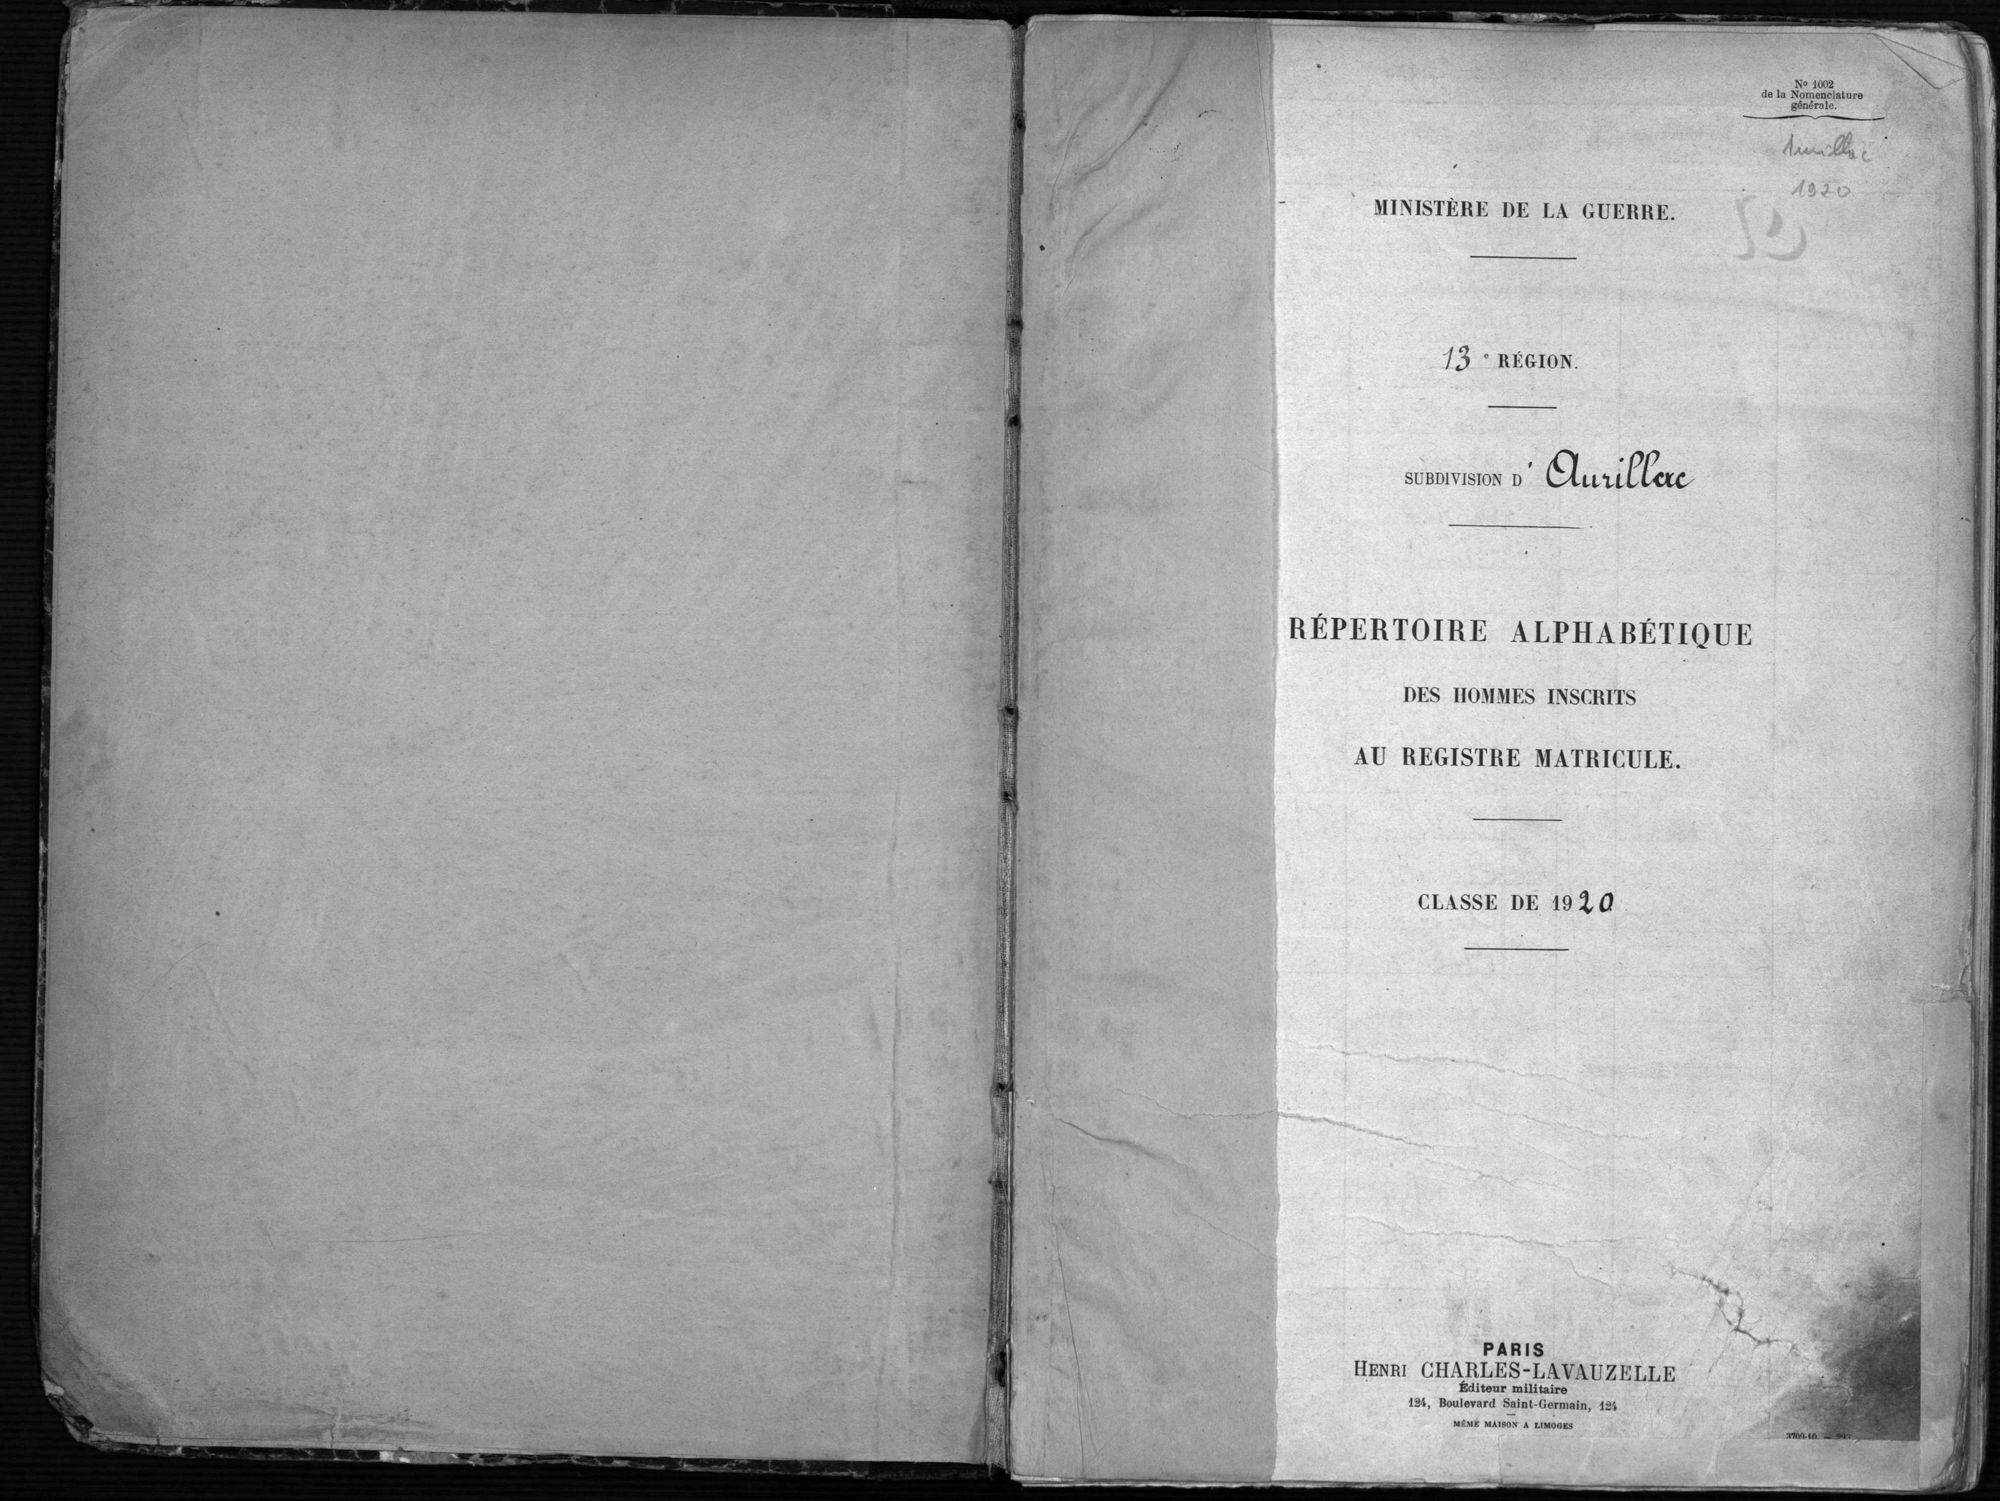 Nº 1002
de la Nomenclature
générale.
Aurillac
1920
MINISTÈRE DE LA GUERRE.
13e RÉGION.
SUBDIVISION D' Aurillac
RÉPERTOIRE ALPHABÉTIQUE
DES HOMMES INSCRITS
AU REGISTRE MATRICULE.
CLASSE DE 1920
PARIS
HENRI CHARLES-LAVAUZELLE
Éditeur militaire
124, Boulevard Saint-Germain, 124
MÊME MAISON A LIMOGES